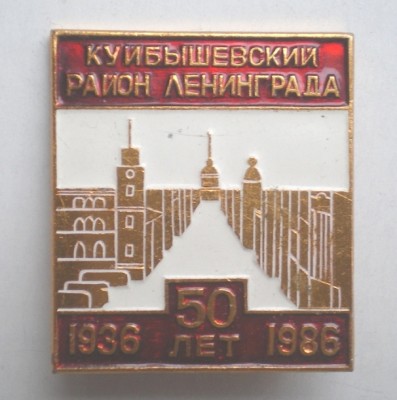 КУЙБЫШЕВСКИЙ
РАЙОН ЛЕНИНГРАДА
50
1936 ЛЕТ 1986